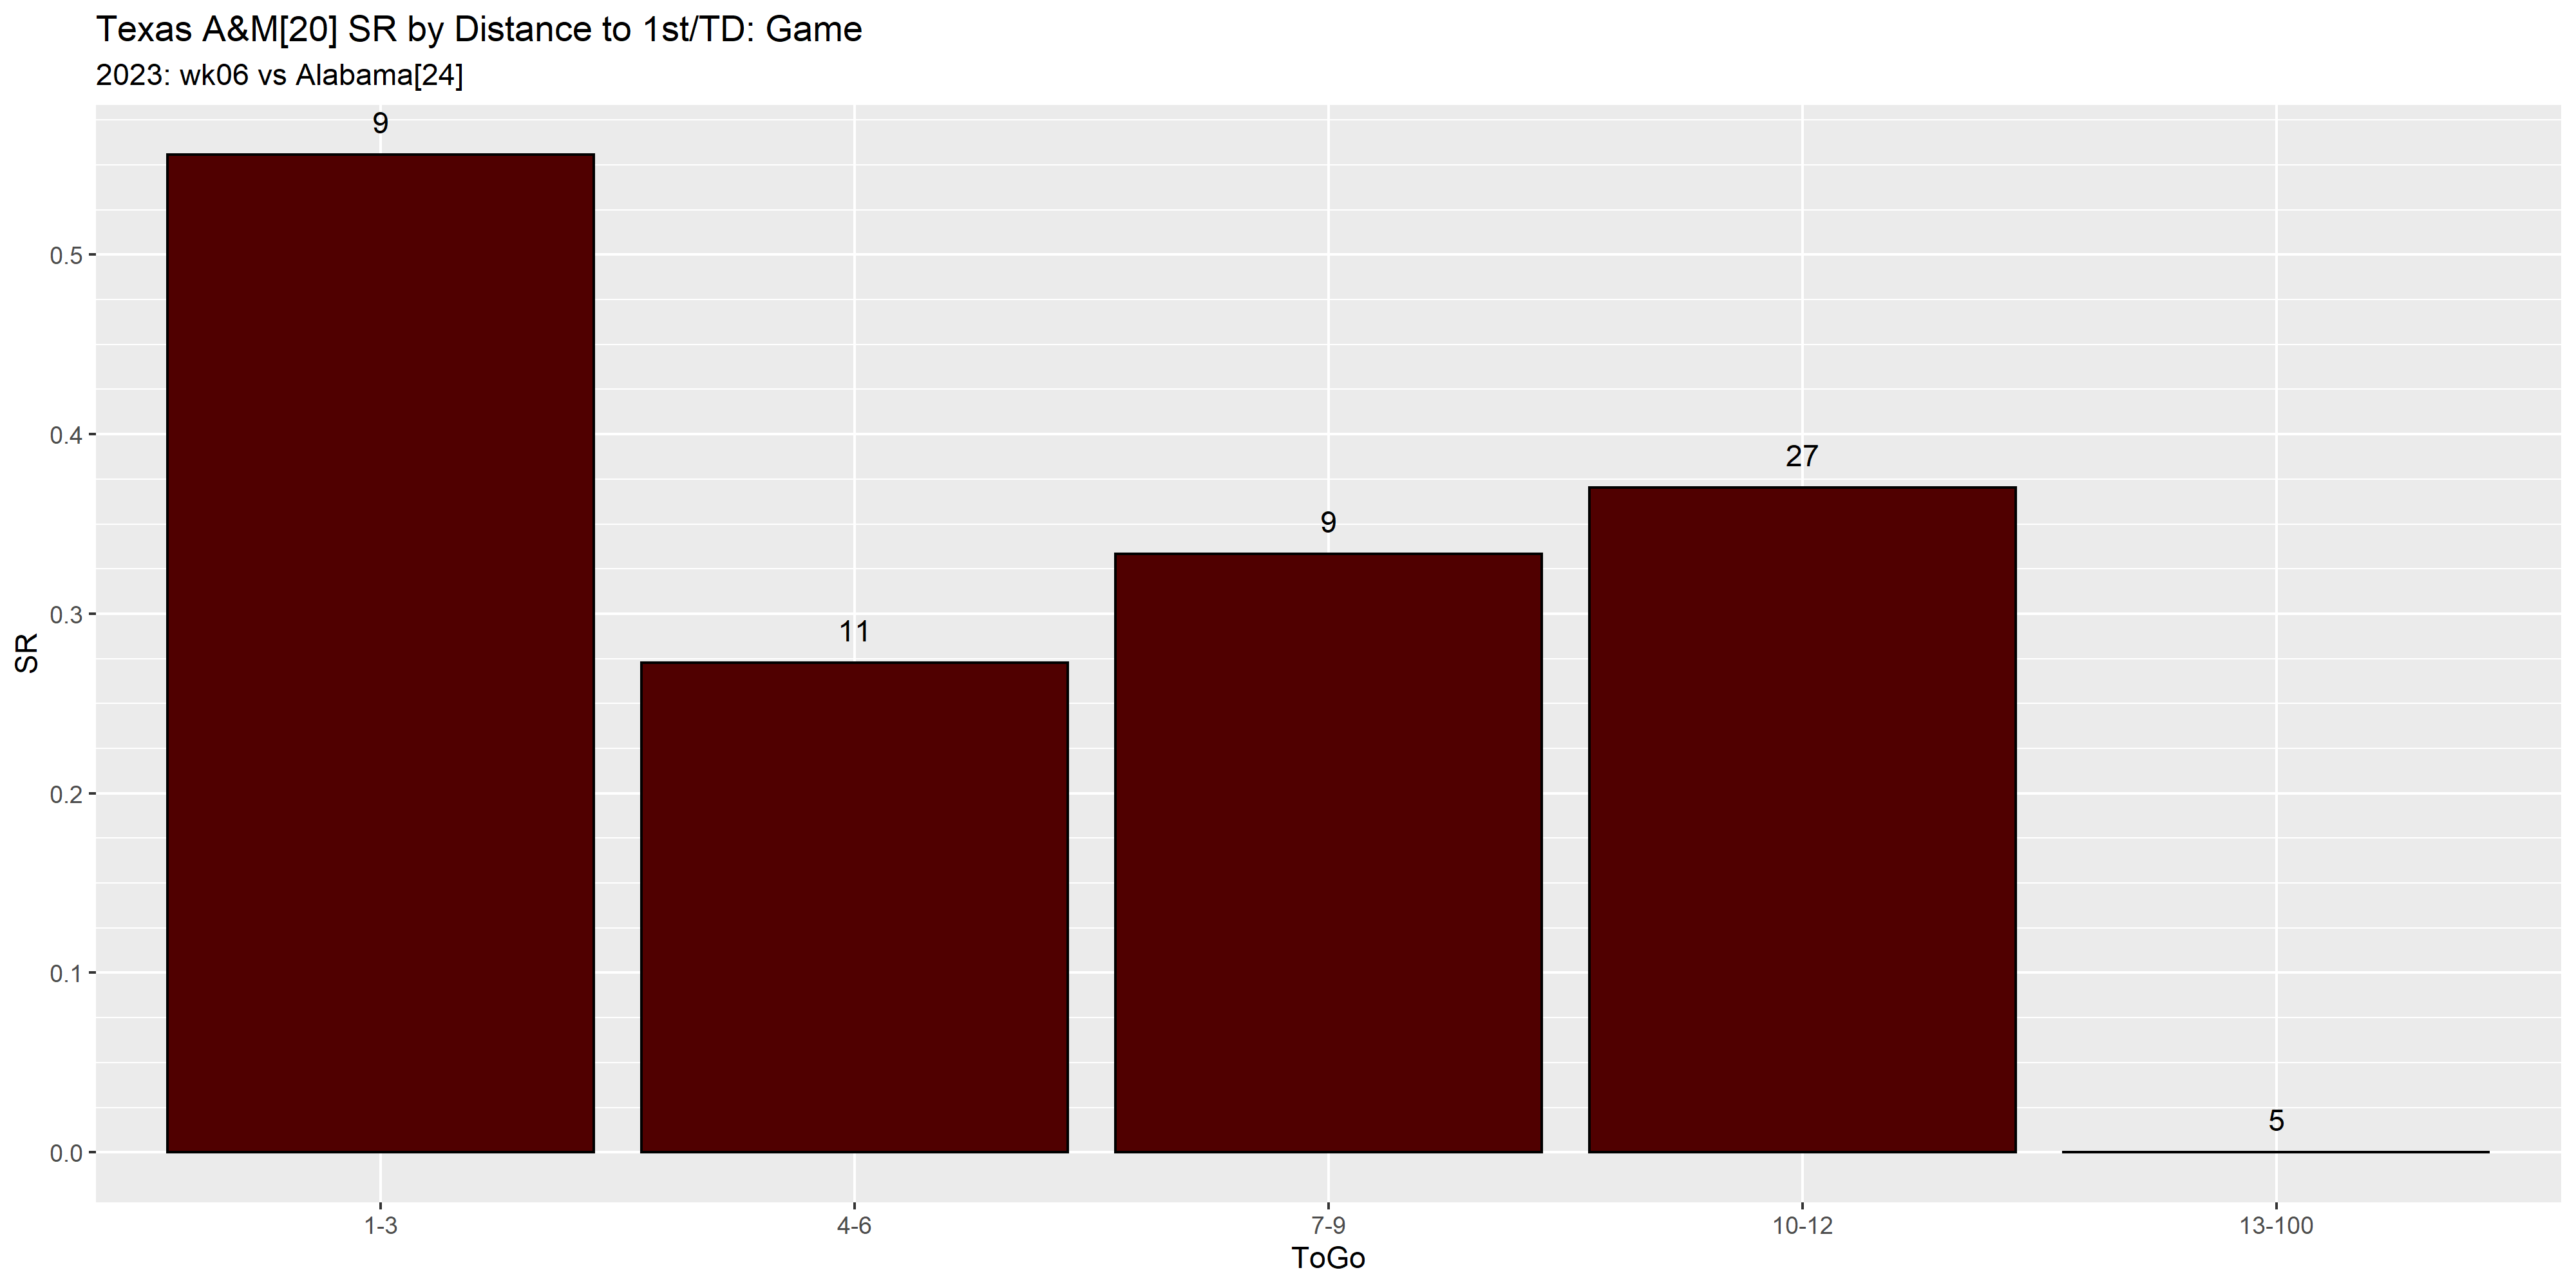 Texas A&M[20] SR by Distance to 1st/TD: Game
2023: wk06 vs Alabama[24]
9
0.5
0.4
27
9
0.3
11
SR
0.2
0.1
5
0.0
1-3 4-6 7-9 10-12 13-100
ToGo